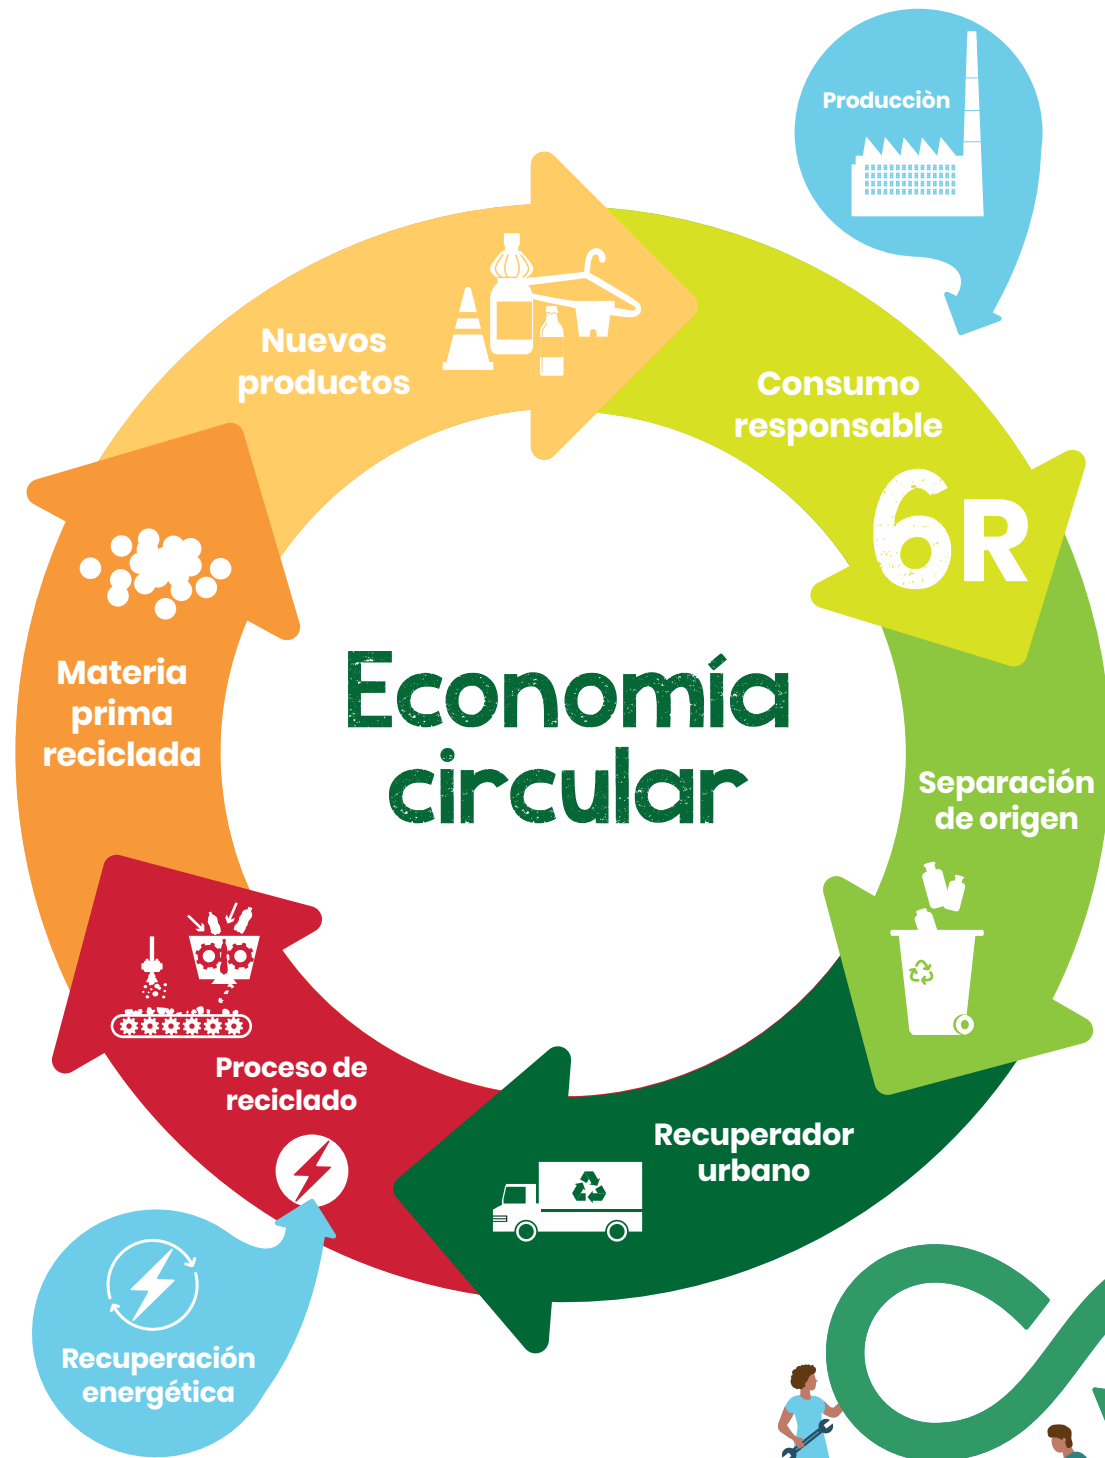 Producciòn
Nuevos
productos
Consumo
responsable
6R
Materia
prima
reciclada
Economía
circular
Separación
de origen
Proceso de
reciclado
Recuperador
urbano
Recuperación
energética